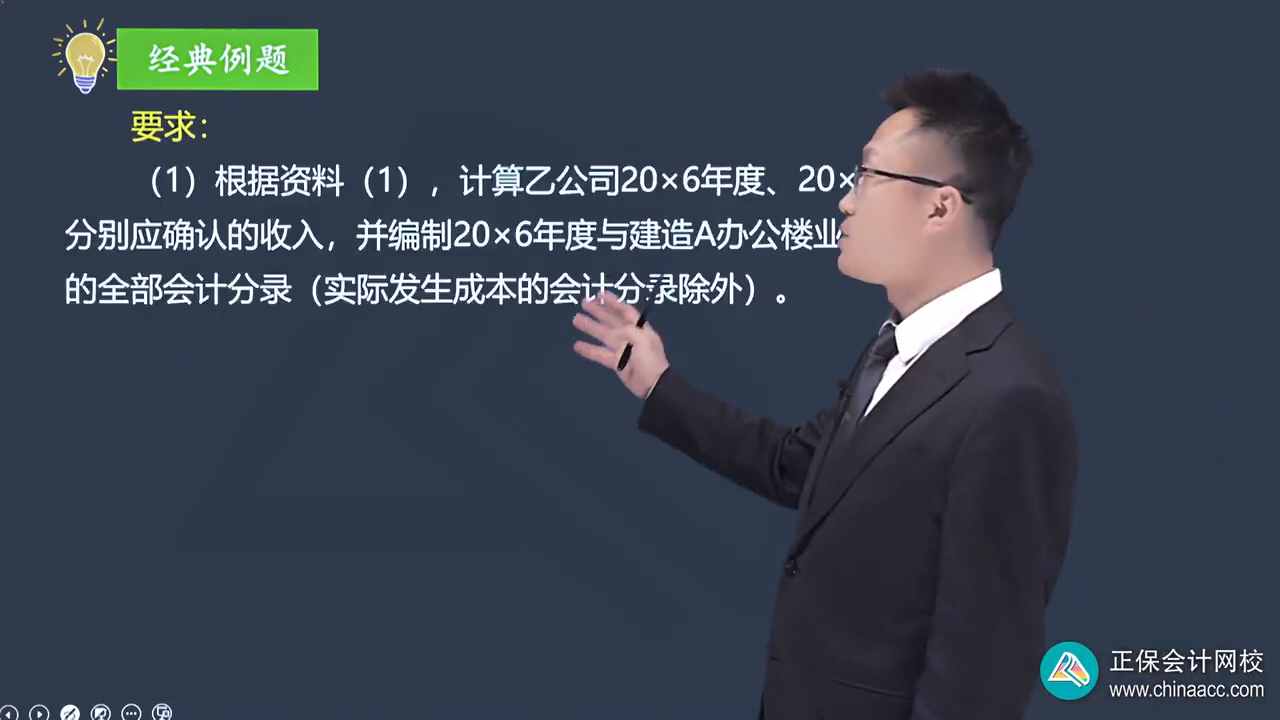 经典例题
要求：
（1）根据资料（1），计算乙公司20×6年度、20×
分别应确认的收入，并编制20×6年度与建造A办公楼业
的全部会计分录（实际发生成本的会计分录除外）。
正保会计网校
www.chinaacc.com